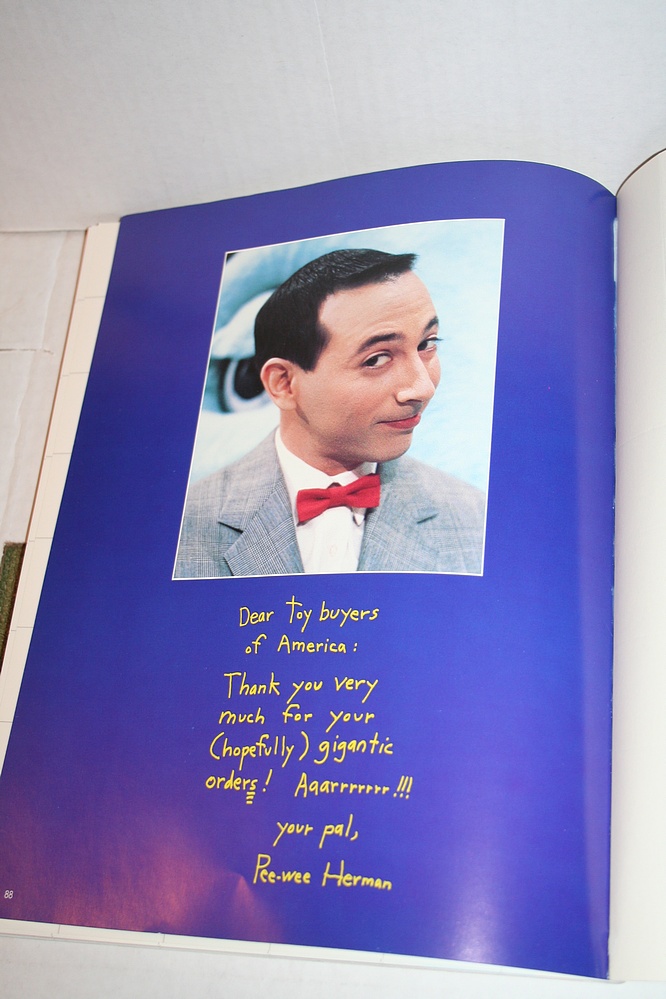 Dear Toy buyers
of America:
Thank you very
much for your
(hopefully) gigantic
orders! Aaarrrrrrr!!!
your pal,
Pee-wee Herman
88